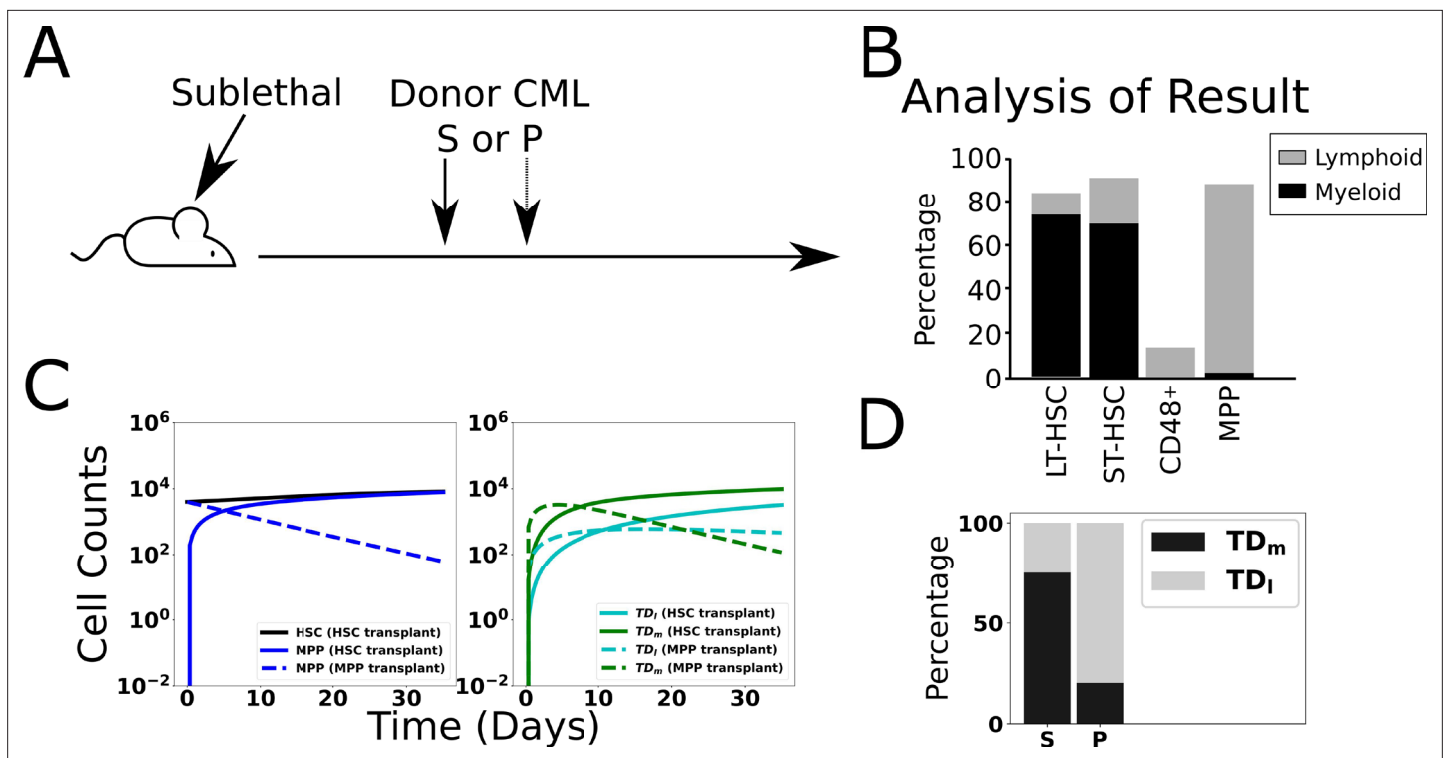 A
Sublethal
Donor CML
S or P
B
Analysis of Result
Percentage
100
80
60
40
20
0
LT-HSC
ST-HSC
CD48⁺
MPP
Lymphoid
Myeloid
C
Cell Counts
10⁶
10⁴
10²
10⁰
10⁻²
0
10
20
30
HSC (HSC transplant)
NPP (HSC transplant)
NPP (MPP transplant)
10⁶
10⁴
10²
10⁰
10⁻²
0
10
20
30
TDₗ (HSC transplant)
TDₘ (HSC transplant)
TDₗ (MPP transplant)
TDₘ (MPP transplant)
Time (Days)
D
Percentage
100
50
0
S
P
TDₘ
TDₗ